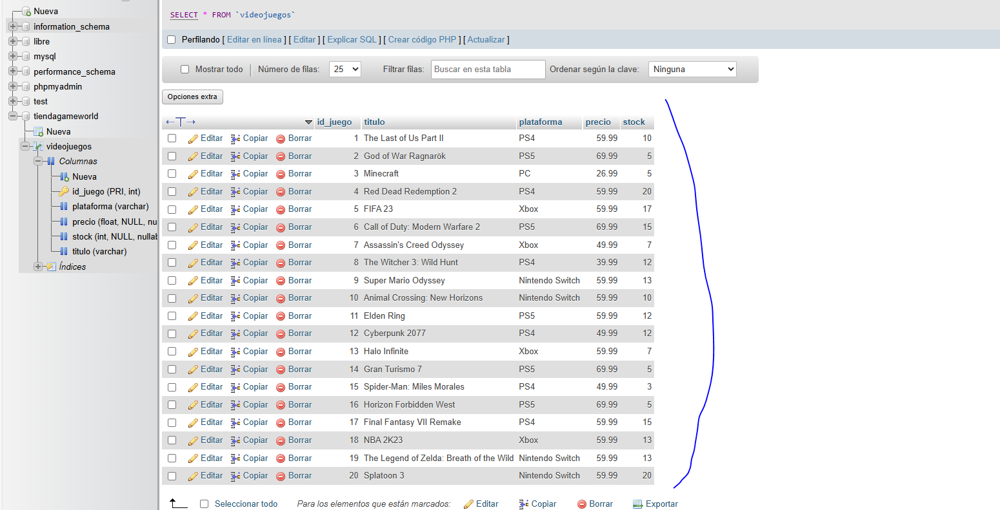 Nueva
information_schema
libre
mysql
performance_schema
phpmyadmin
test
tiendagameworld
Nueva
videojuegos
Columnas
Nueva
id_juego (PRI, int)
plataforma (varchar)
precio (float, NULL, nu
stock (int, NULL, nullab
titulo (varchar)
Índices
SELECT * FROM `videojuegos`
Perfilando [ Editar en línea ] [ Editar ] [ Explicar SQL ] [ Crear código PHP ] [ Actualizar ]
Mostrar todo Número de filas: 25 Filtrar filas: Buscar en esta tabla Ordenar según la clave: Ninguna
Opciones extra
id_juego titulo plataforma precio stock
Editar Copiar Borrar 1 The Last of Us Part II PS4 59.99 10
Editar Copiar Borrar 2 God of War Ragnarök PS5 69.99 5
Editar Copiar Borrar 3 Minecraft PC 26.99 5
Editar Copiar Borrar 4 Red Dead Redemption 2 PS4 59.99 20
Editar Copiar Borrar 5 FIFA 23 Xbox 59.99 17
Editar Copiar Borrar 6 Call of Duty: Modern Warfare 2 PS5 69.99 15
Editar Copiar Borrar 7 Assassin's Creed Odyssey Xbox 49.99 7
Editar Copiar Borrar 8 The Witcher 3: Wild Hunt PS4 39.99 12
Editar Copiar Borrar 9 Super Mario Odyssey Nintendo Switch 59.99 13
Editar Copiar Borrar 10 Animal Crossing: New Horizons Nintendo Switch 59.99 10
Editar Copiar Borrar 11 Elden Ring PS5 59.99 12
Editar Copiar Borrar 12 Cyberpunk 2077 PS4 49.99 12
Editar Copiar Borrar 13 Halo Infinite Xbox 59.99 7
Editar Copiar Borrar 14 Gran Turismo 7 PS5 69.99 5
Editar Copiar Borrar 15 Spider-Man: Miles Morales PS4 49.99 3
Editar Copiar Borrar 16 Horizon Forbidden West PS5 69.99 5
Editar Copiar Borrar 17 Final Fantasy VII Remake PS4 59.99 15
Editar Copiar Borrar 18 NBA 2K23 Xbox 59.99 13
Editar Copiar Borrar 19 The Legend of Zelda: Breath of the Wild Nintendo Switch 59.99 13
Editar Copiar Borrar 20 Splatoon 3 Nintendo Switch 59.99 20
Seleccionar todo Para los elementos que están marcados: Editar Copiar Borrar Exportar